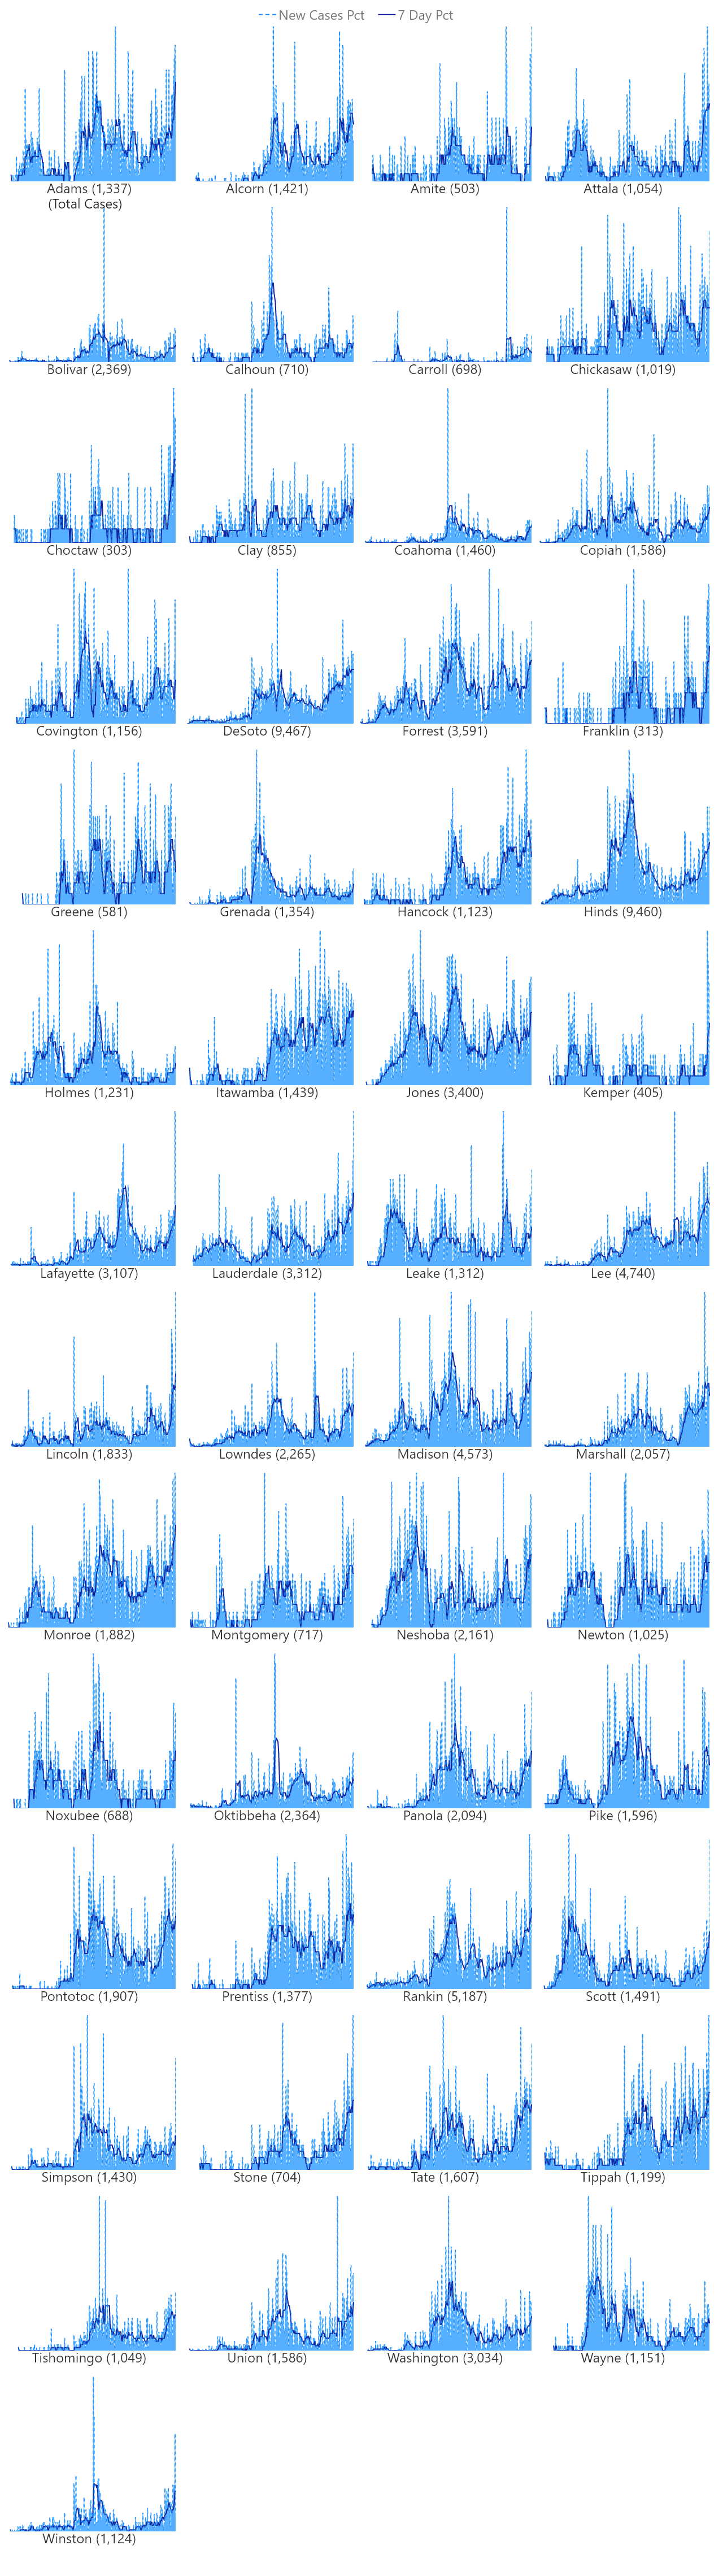 New Cases Pct 7 Day Pct
Adams (1,337) Alcorn (1,421) Amite (503) Attala (1,054)
(Total Cases)
Bolivar (2,369) Calhoun (710) Carroll (698) Chickasaw (1,019)
Choctaw (303) Clay (855) Coahoma (1,460) Copiah (1,586)
Covington (1,156) DeSoto (9,467) Forrest (3,591) Franklin (313)
Greene (581) Grenada (1,354) Hancock (1,123) Hinds (9,460)
Holmes (1,231) Itawamba (1,439) Jones (3,400) Kemper (405)
Lafayette (3,107) Lauderdale (3,312) Leake (1,312) Lee (4,740)
Lincoln (1,833) Lowndes (2,265) Madison (4,573) Marshall (2,057)
Monroe (1,882) Montgomery (717) Neshoba (2,161) Newton (1,025)
Noxubee (688) Oktibbeha (2,364) Panola (2,094) Pike (1,596)
Pontotoc (1,907) Prentiss (1,377) Rankin (5,187) Scott (1,491)
Simpson (1,430) Stone (704) Tate (1,607) Tippah (1,199)
Tishomingo (1,049) Union (1,586) Washington (3,034) Wayne (1,151)
Winston (1,124)